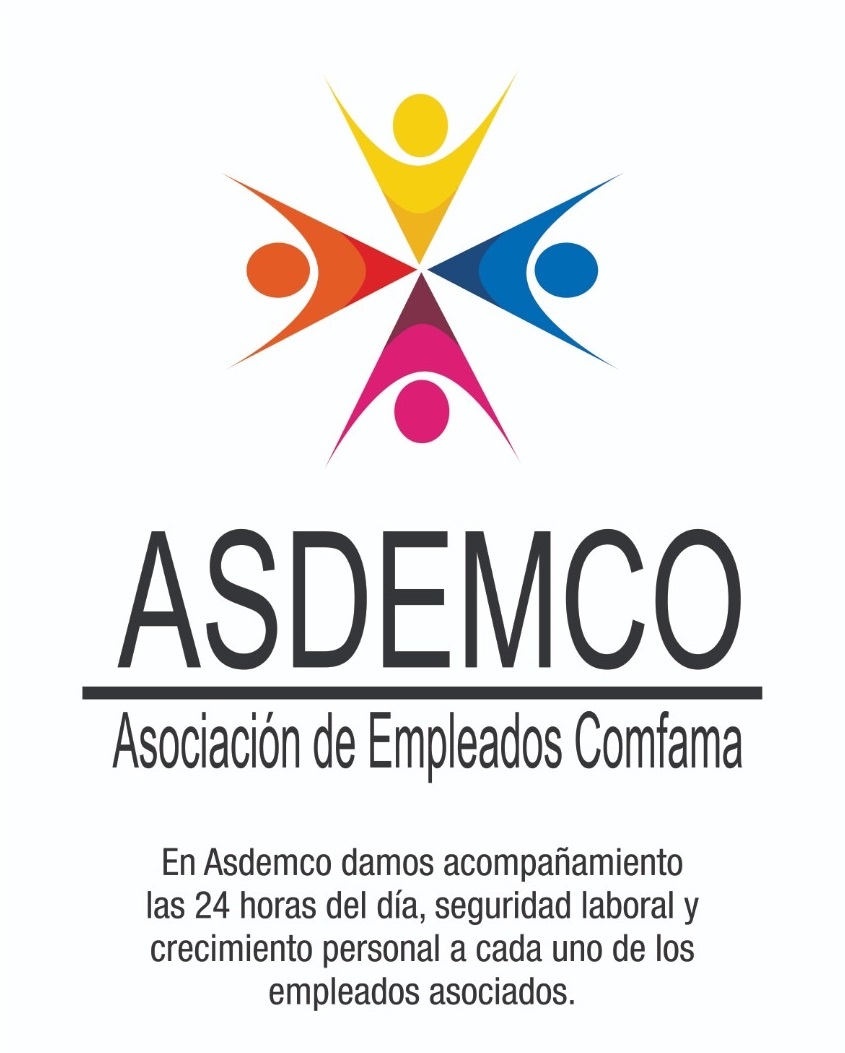 ASDEMCO
Asociación de Empleados Comfama
En Asdemco damos acompañamiento
las 24 horas del día, seguridad laboral y
crecimiento personal a cada uno de los
empleados asociados.